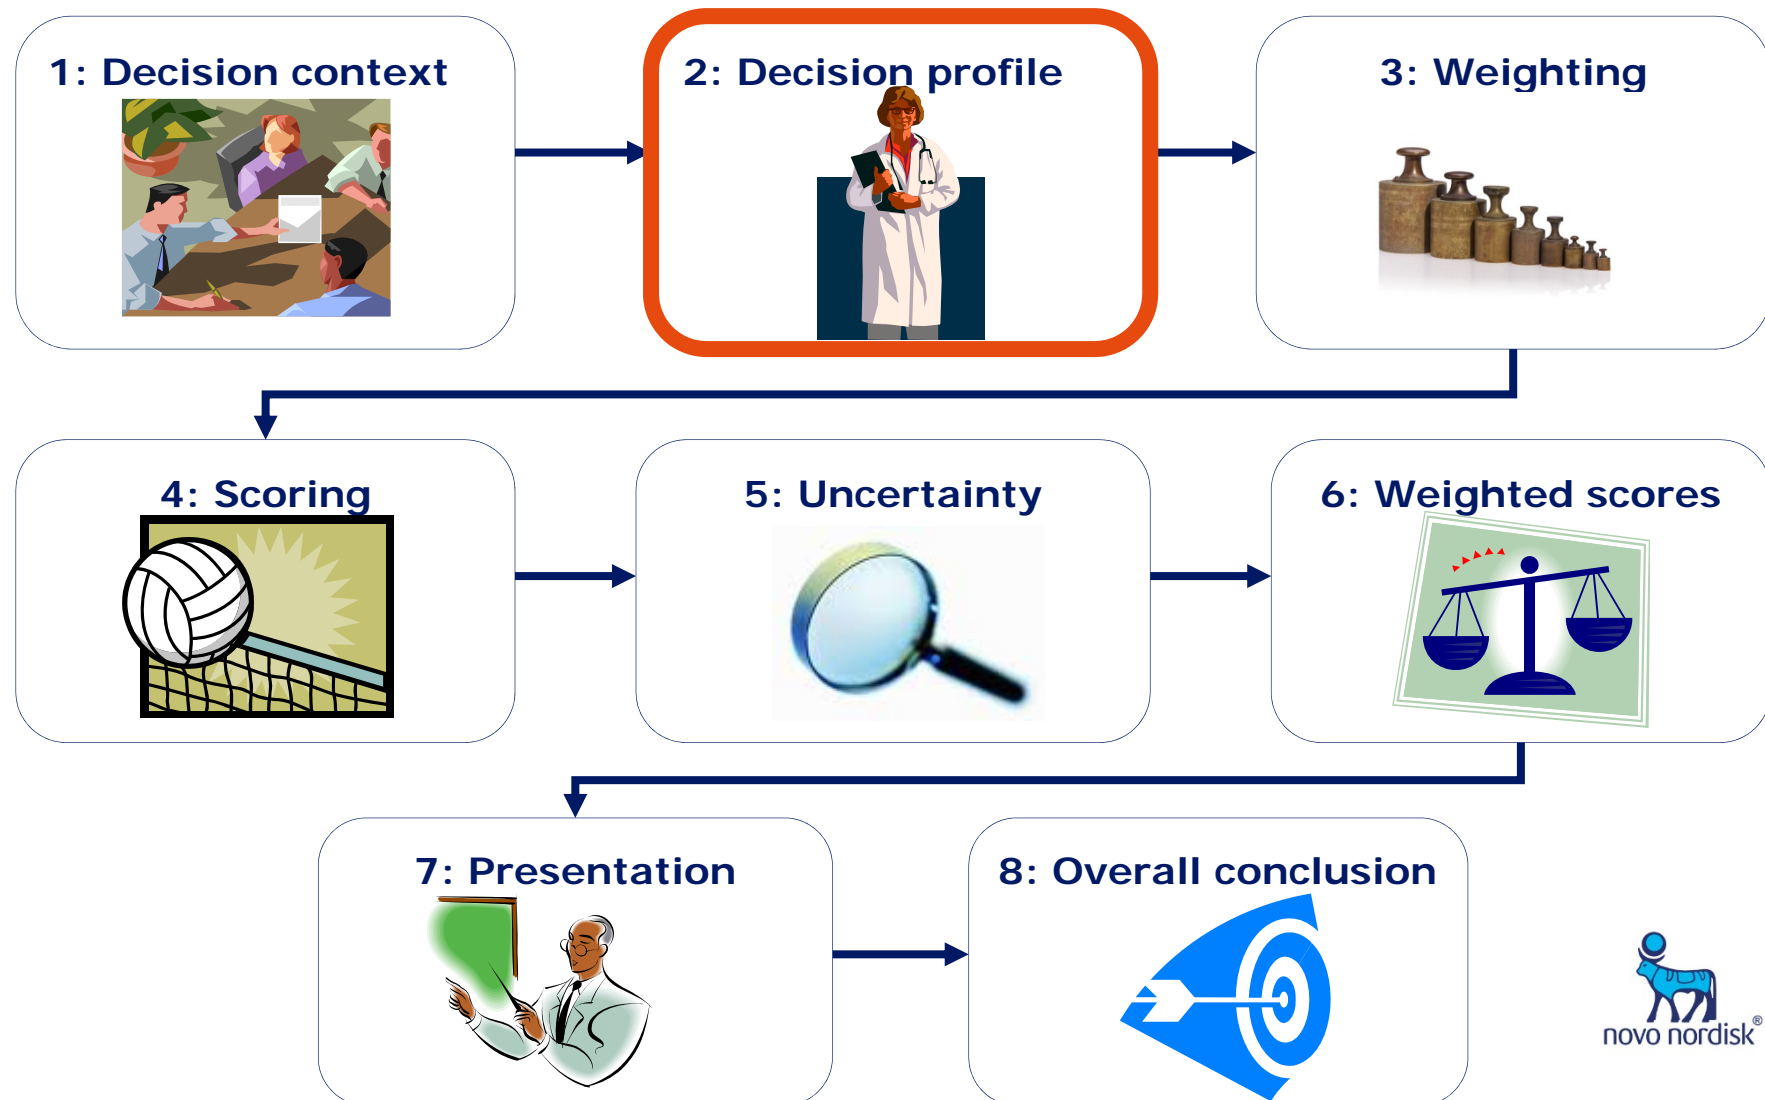 1: Decision context
2: Decision profile
3: Weighting
4: Scoring
5: Uncertainty
6: Weighted scores
7: Presentation
8: Overall conclusion
novo nordisk®